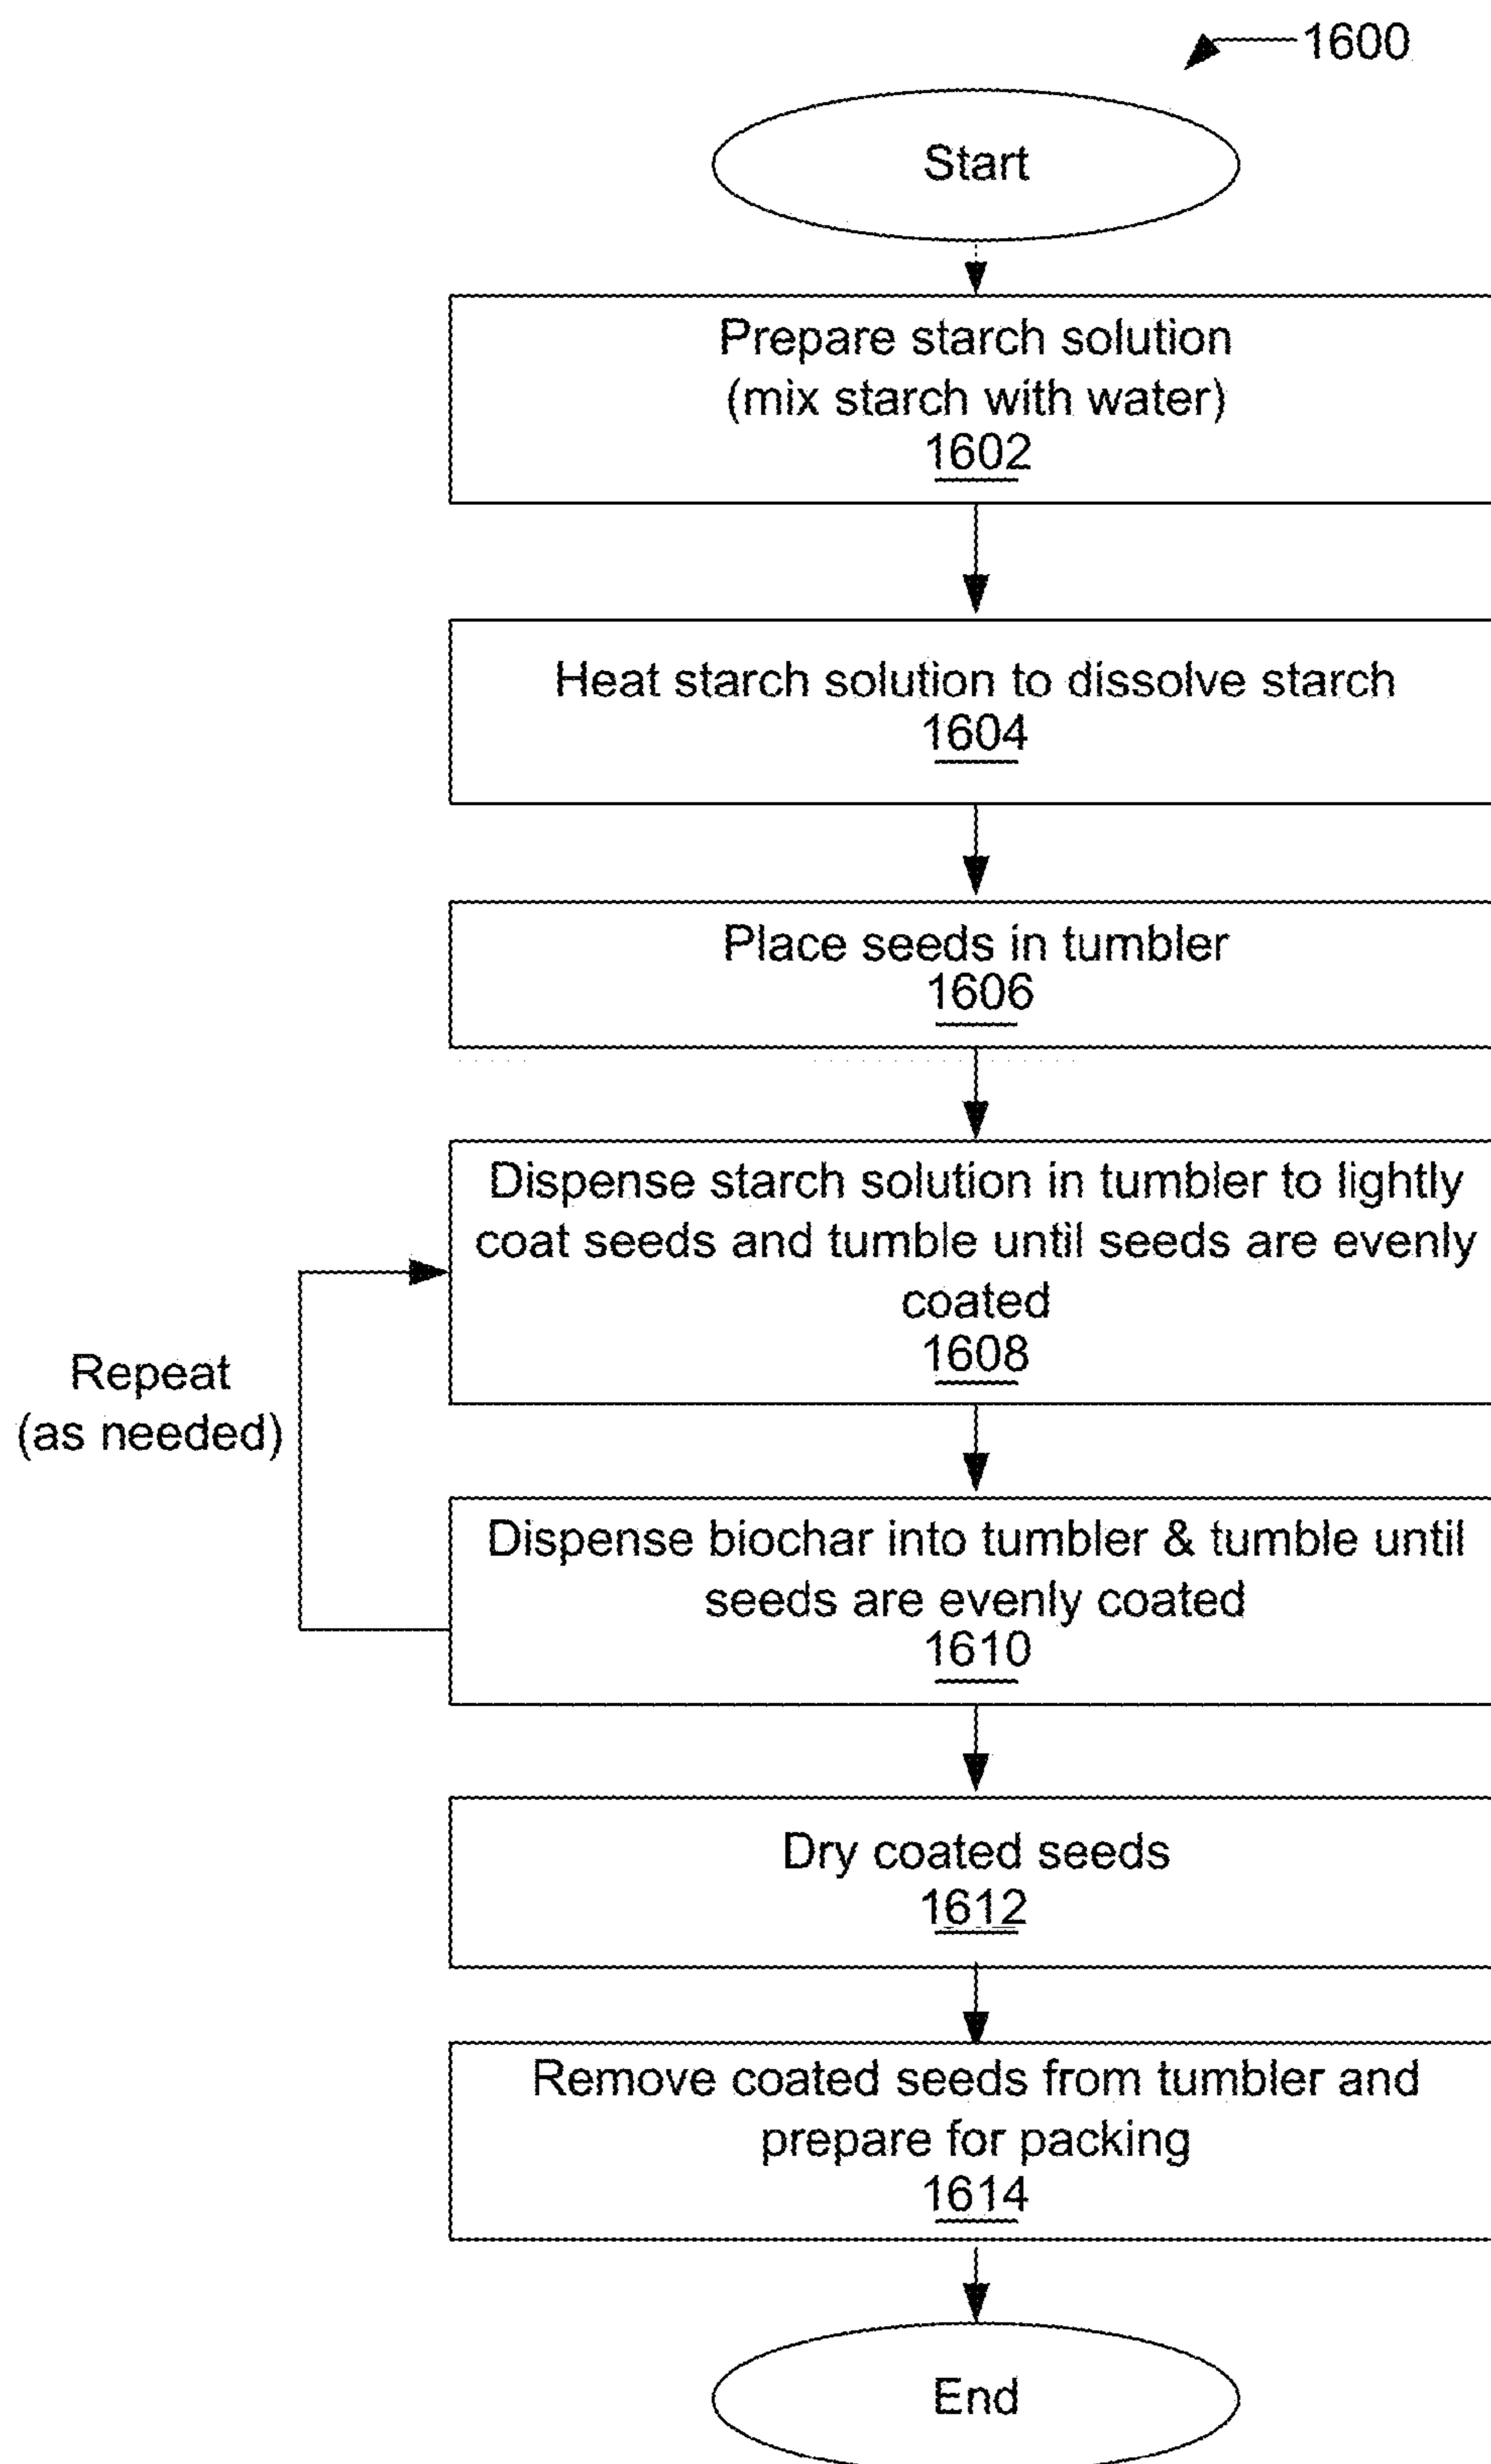 1600
Start
Prepare starch solution
(mix starch with water)
1602
Heat starch solution to dissolve starch
1604
Place seeds in tumbler
1606
Dispense starch solution in tumbler to lightly
coat seeds and tumble until seeds are evenly
coated
1608
Repeat
(as needed)
Dispense biochar into tumbler & tumble until
seeds are evenly coated
1610
Dry coated seeds
1612
Remove coated seeds from tumbler and
prepare for packing
1614
End